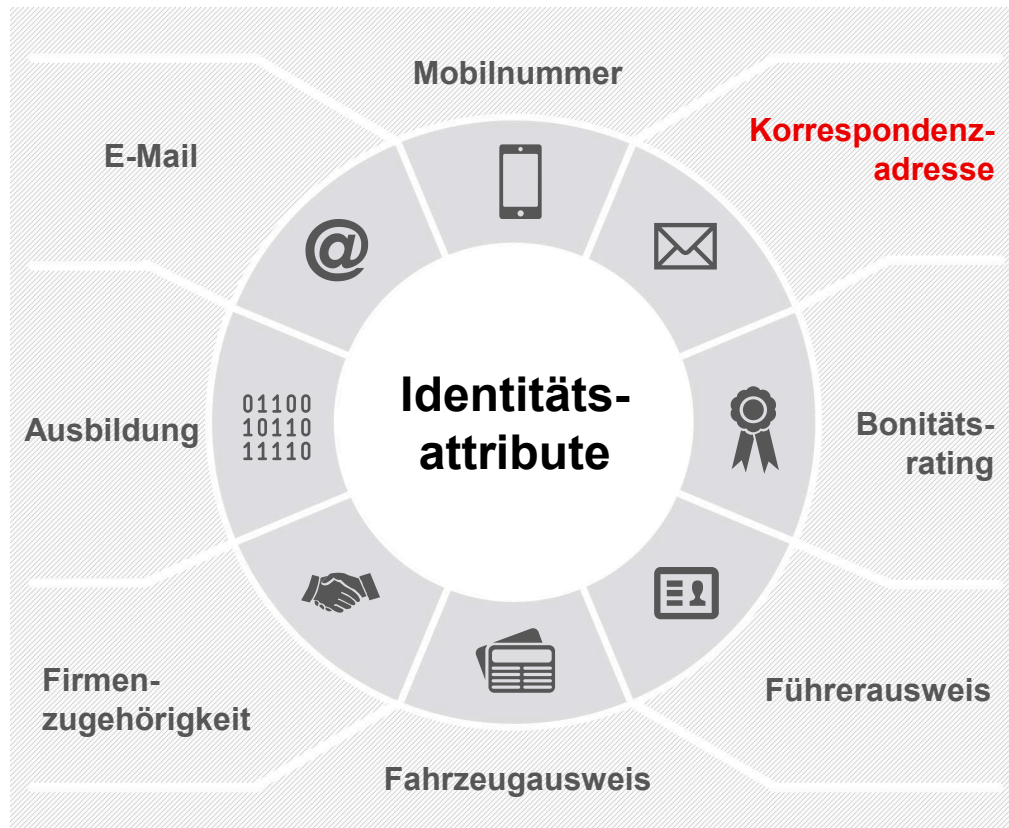 Mobilnummer
Korrespondenz-
adresse
E-Mail
@
Identitäts-
attribute
Ausbildung
01100
10110
11110
Bonitäts-
rating
Firmen-
zugehörigkeit
Führerausweis
Fahrzeugausweis